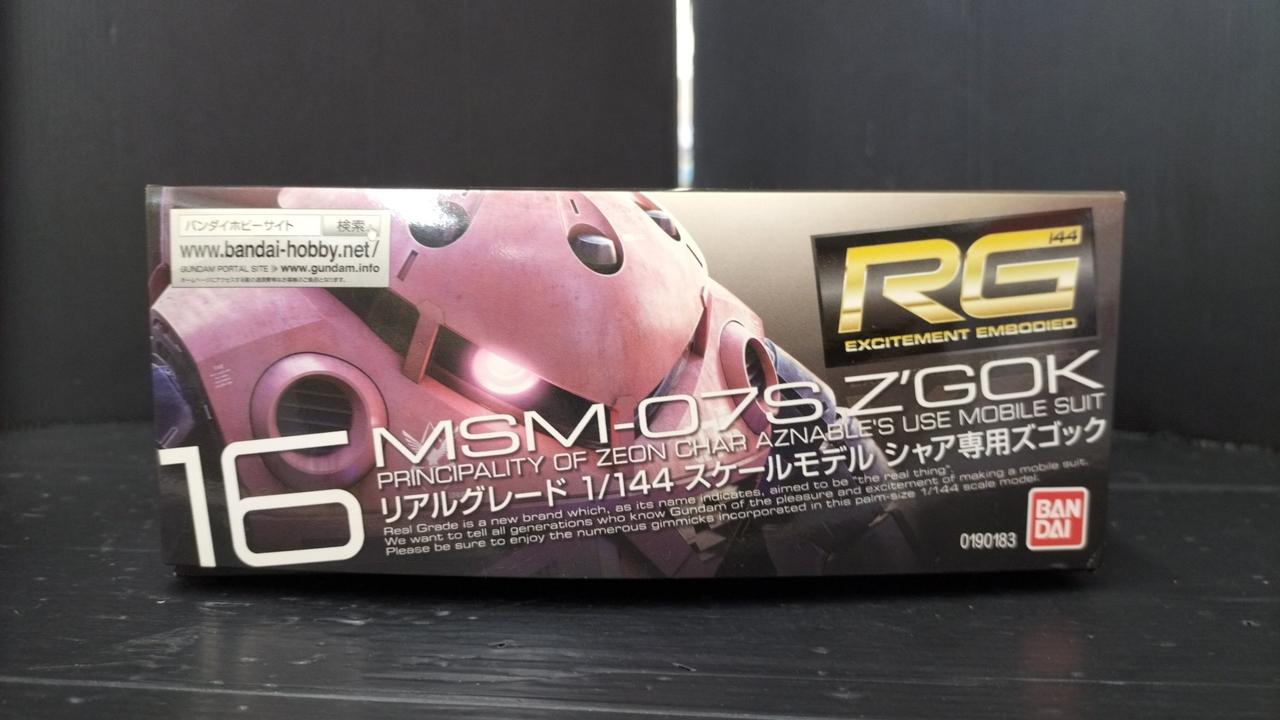 バンダイホビーサイト 検索
www.bandai-hobby.net/
GUNDAM PORTAL SITE www.gundam.info
RG
144
EXCITEMENT EMBODIED
16
MSM-07S Z'GOK
PRINCIPALITY OF ZEON CHAR AZNABLE'S USE MOBILE SUIT
リアルグレード 1/144 スケールモデル シャア専用ズゴック
Real Grade is a new brand which, as its name indicates, aimed to be "the real thing".
We want to tell all generations who know Gundam of the pleasure and excitement of making a mobile suit.
Please be sure to enjoy the numerous gimmicks incorporated in this palm-size 1/144 scale model.
0190183
BAN
DAI